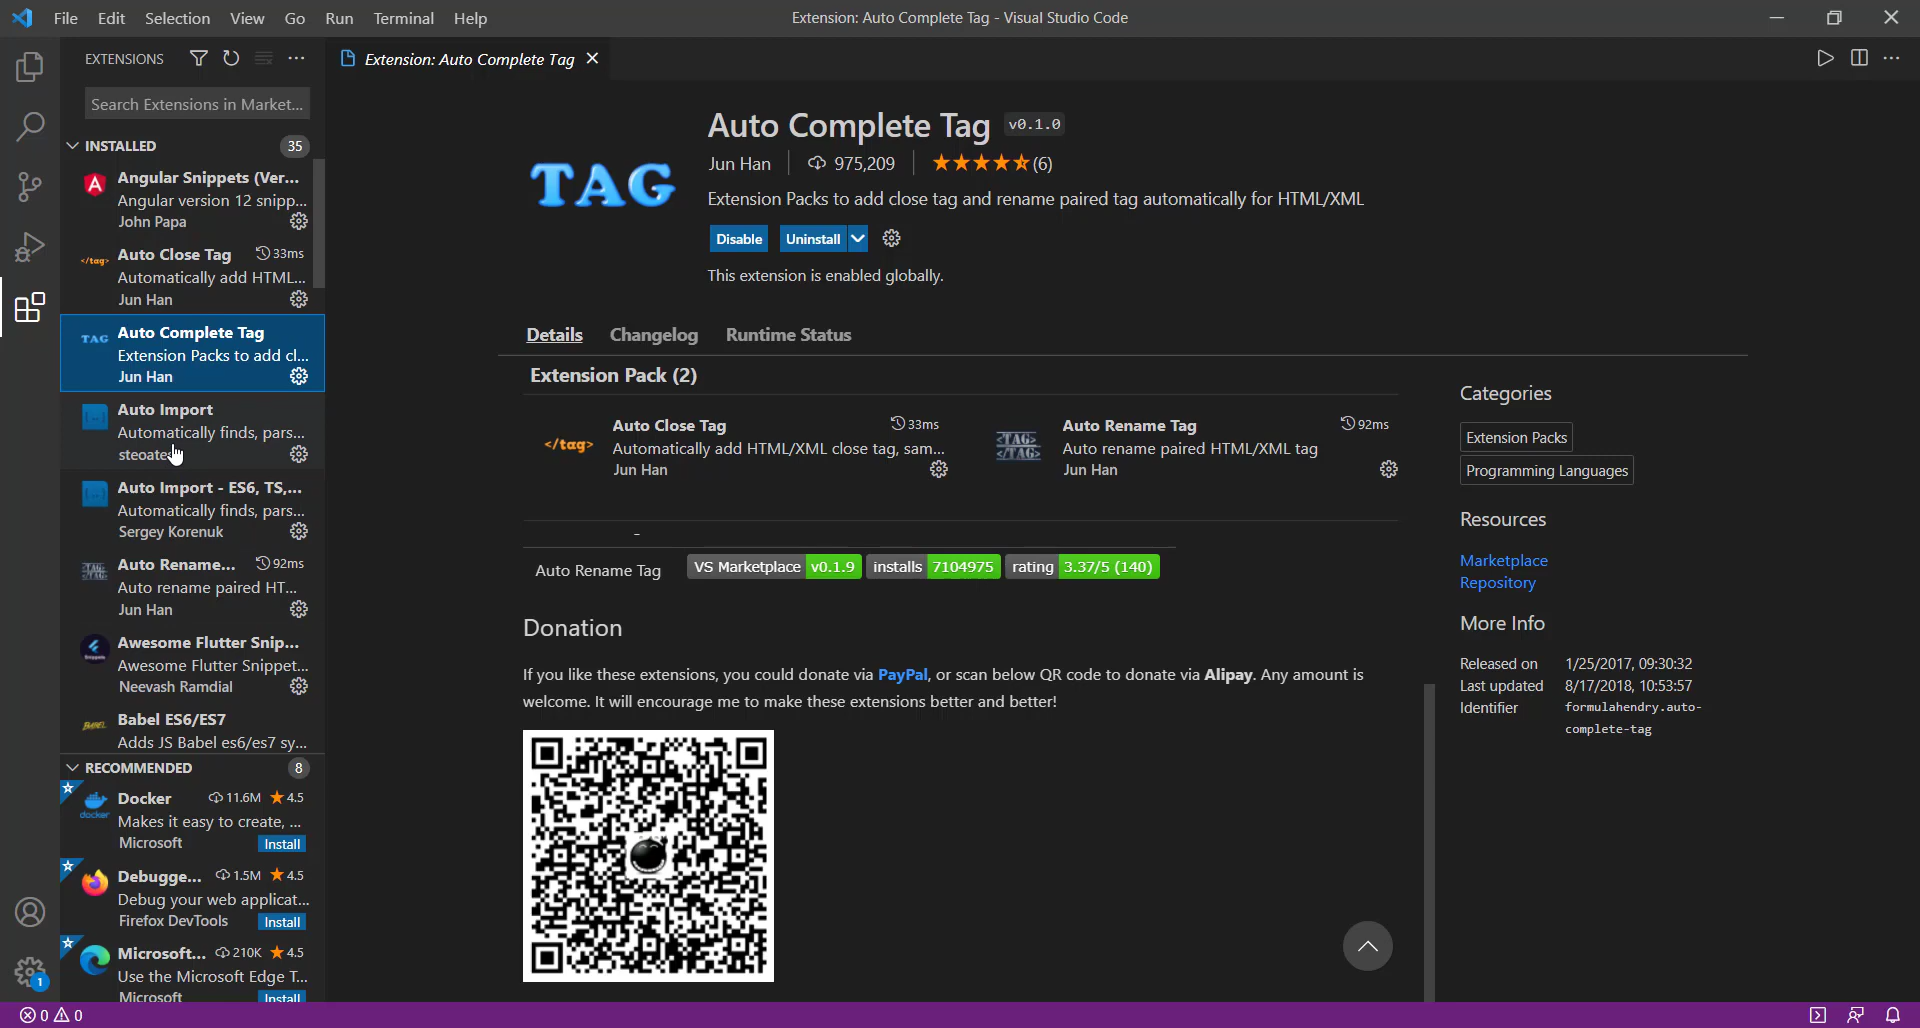 File Edit Selection View Go Run Terminal Help
Extension: Auto Complete Tag - Visual Studio Code
EXTENSIONS
Search Extensions in Market...
INSTALLED 35
Angular Snippets (Ver...
Angular version 12 snipp...
John Papa
</tag> Auto Close Tag 33ms
Automatically add HTML...
Jun Han
TAG Auto Complete Tag
Extension Packs to add cl...
Jun Han
Auto Import
Automatically finds, pars...
steoate
Auto Import - ES6, TS,...
Automatically finds, pars...
Sergey Korenuk
Auto Rename... 92ms
Auto rename paired HT...
Jun Han
Awesome Flutter Snip...
Awesome Flutter Snippet...
Neevash Ramdial
BABEL Babel ES6/ES7
Adds JS Babel es6/es7 sy...
RECOMMENDED 8
Docker 11.6M 4.5
docker Makes it easy to create, ...
Microsoft Install
Debugge... 1.5M 4.5
Debug your web applicat...
Firefox DevTools Install
Microsoft... 210K 4.5
Use the Microsoft Edge T...
Microsoft Install
1
0 0
Extension: Auto Complete Tag
TAG
Auto Complete Tag v0.1.0
Jun Han 975,209 (6)
Extension Packs to add close tag and rename paired tag automatically for HTML/XML
Disable Uninstall
This extension is enabled globally.
Details Changelog Runtime Status
Extension Pack (2)
</tag> Auto Close Tag 33ms
Automatically add HTML/XML close tag, sam...
Jun Han
<TAG>
</TAG> Auto Rename Tag 92ms
Auto rename paired HTML/XML tag
Jun Han
Auto Rename Tag VS Marketplace v0.1.9 installs 7104975 rating 3.37/5 (140)
Donation
If you like these extensions, you could donate via PayPal, or scan below QR code to donate via Alipay. Any amount is
welcome. It will encourage me to make these extensions better and better!
Categories
Extension Packs
Programming Languages
Resources
Marketplace
Repository
More Info
Released on 1/25/2017, 09:30:32
Last updated 8/17/2018, 10:53:57
Identifier formulahendry.auto-
complete-tag